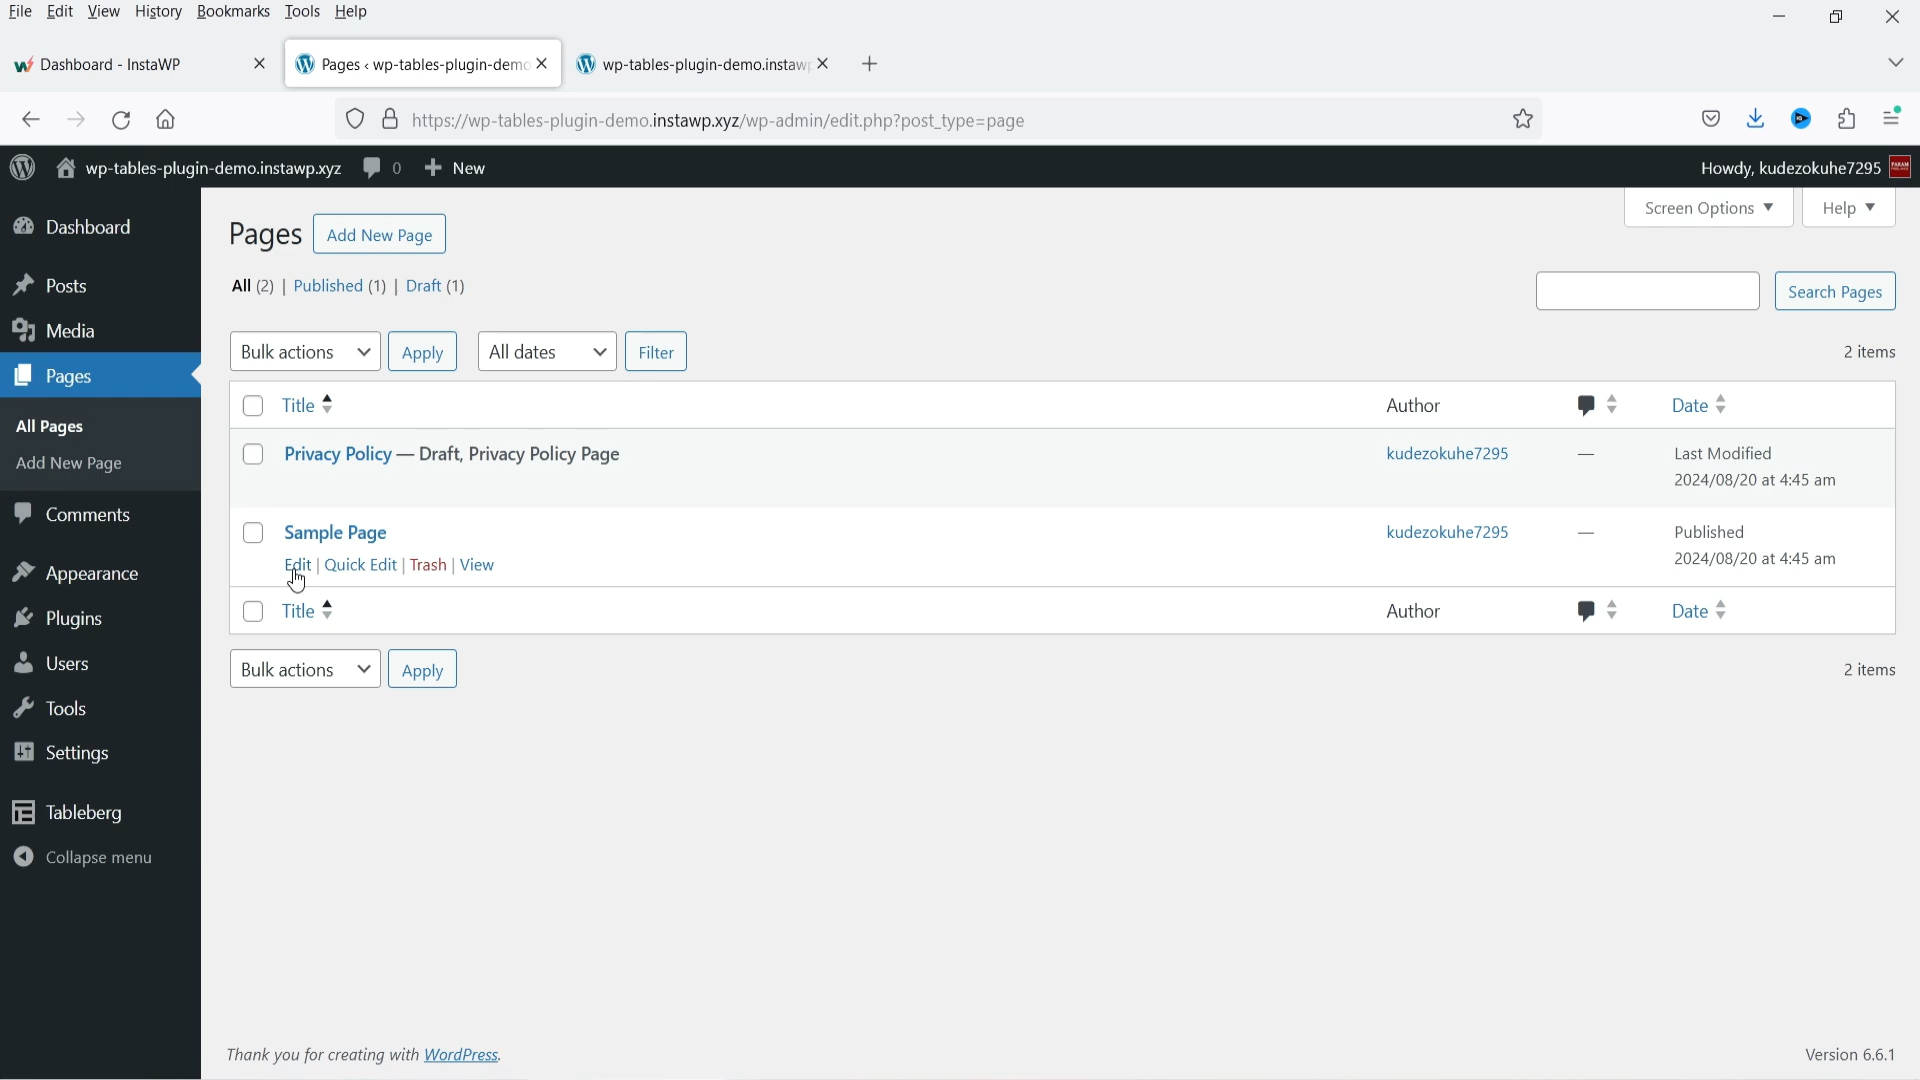 File Edit View History Bookmarks Tools Help
Dashboard - InstaWP
Pages ‹ wp-tables-plugin-demo
wp-tables-plugin-demo.instawp
https://wp-tables-plugin-demo.instawp.xyz/wp-admin/edit.php?post_type=page
wp-tables-plugin-demo.instawp.xyz 0 New
Howdy, kudezokuhe7295
Dashboard
Posts
Media
Pages
All Pages
Add New Page
Comments
Appearance
Plugins
Users
Tools
Settings
Tableberg
Collapse menu
Screen Options Help
Pages Add New Page
All (2) | Published (1) | Draft (1)
Search Pages
Bulk actions Apply All dates Filter 2 items
Title Author Date
Privacy Policy — Draft, Privacy Policy Page kudezokuhe7295 — Last Modified
2024/08/20 at 4:45 am
Sample Page kudezokuhe7295 — Published
Edit | Quick Edit | Trash | View 2024/08/20 at 4:45 am
Title Author Date
Bulk actions Apply 2 items
Thank you for creating with WordPress. Version 6.6.1